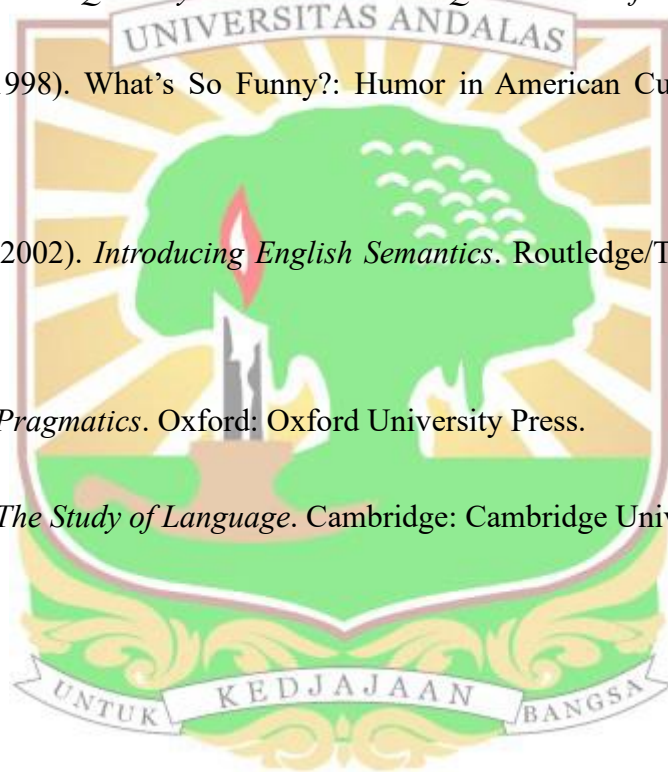 UNIVERSITAS ANDALAS
1998). What's So Funny?: Humor in American Cu
2002). Introducing English Semantics. Routledge/T
Pragmatics. Oxford: Oxford University Press.
The Study of Language. Cambridge: Cambridge Univ
UNTUK KEDJAJAAN BANGSA